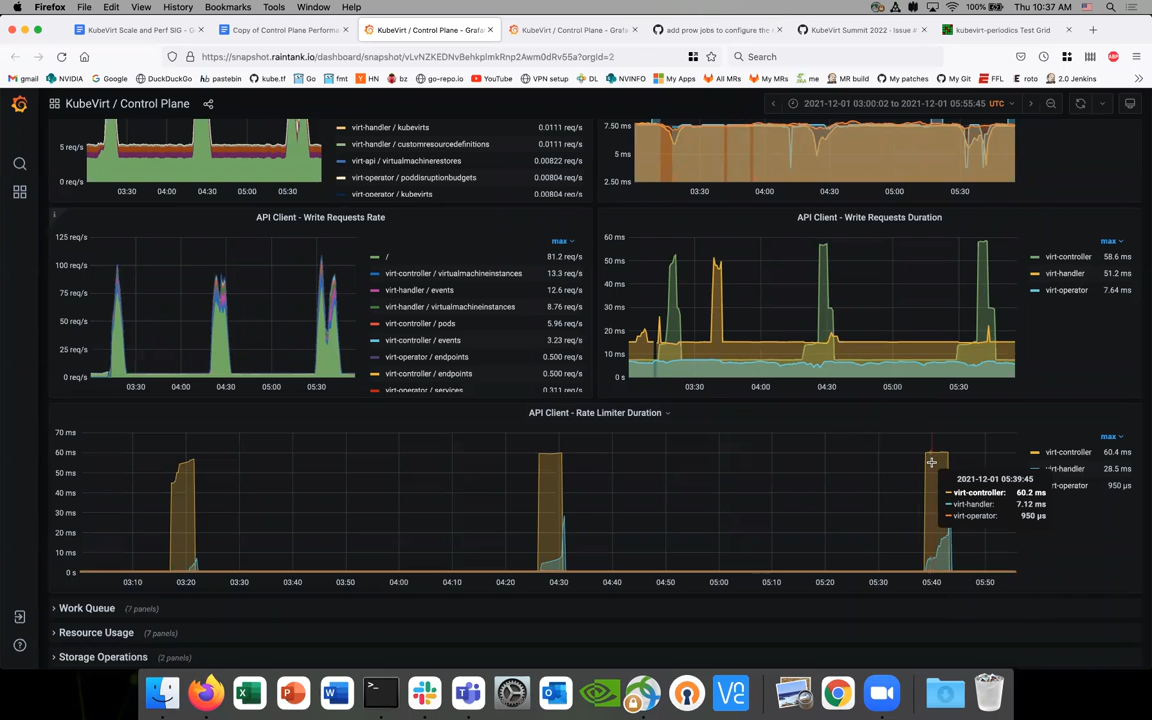 Firefox File Edit View History Bookmarks Tools Window Help 100% Thu 10:37 AM
KubeVirt Scale and Perf SIG - G Copy of Control Plane Performa KubeVirt / Control Plane - Grafan KubeVirt / Control Plane - Grafa add prow jobs to configure the KubeVirt Summit 2022 · Issue # kubevirt-periodics Test Grid
https://snapshot.raintank.io/dashboard/snapshot/vLvNZKEDNvBehkpImkRnp2Awm0dRv55a?orgId=2 Search
gmail NVIDIA Google DuckDuckGo pastebin kube.tf Go fmt bz go-repo.io YouTube VPN setup DL NVINFO My Apps All MRs My MRs me MR build My patches My Git FFL roto 2.0 Jenkins
KubeVirt / Control Plane 2021-12-01 03:00:02 to 2021-12-01 05:55:45 UTC
5 req/s
0 req/s
03:30 04:00 04:30 05:00 05:30
virt-handler / kubevirts 0.0111 req/s
virt-handler / customresourcedefinitions 0.0111 req/s
virt-api / virtualmachinerestores 0.00822 req/s
virt-operator / poddisruptionbudgets 0.00804 req/s
virt-operator / kubevirts 0.00804 req/s
7.50 ms
5 ms
2.50 ms
03:30 04:00 04:30 05:00 05:30
API Client - Write Requests Rate
125 req/s
100 req/s
75 req/s
50 req/s
25 req/s
0 req/s
03:30 04:00 04:30 05:00 05:30
max
/ 81.2 req/s
virt-controller / virtualmachineinstances 13.3 req/s
virt-handler / events 12.6 req/s
virt-handler / virtualmachineinstances 8.76 req/s
virt-controller / pods 5.96 req/s
virt-controller / events 3.23 req/s
virt-operator / endpoints 0.500 req/s
virt-controller / endpoints 0.500 req/s
virt-operator / services 0.311 req/s
API Client - Write Requests Duration
60 ms
50 ms
40 ms
30 ms
20 ms
10 ms
0 s
03:30 04:00 04:30 05:00 05:30
max
virt-controller 58.6 ms
virt-handler 51.2 ms
virt-operator 7.64 ms
API Client - Rate Limiter Duration
70 ms
60 ms
50 ms
40 ms
30 ms
20 ms
10 ms
0 s
03:10 03:20 03:30 03:40 03:50 04:00 04:10 04:20 04:30 04:40 04:50 05:00 05:10 05:20 05:30 05:40 05:50
max
virt-controller 60.4 ms
virt-handler 28.5 ms
virt-operator 950 µs
2021-12-01 05:39:45
virt-controller: 60.2 ms
virt-handler: 7.12 ms
virt-operator: 950 µs
Work Queue (7 panels)
Resource Usage (7 panels)
Storage Operations (2 panels)